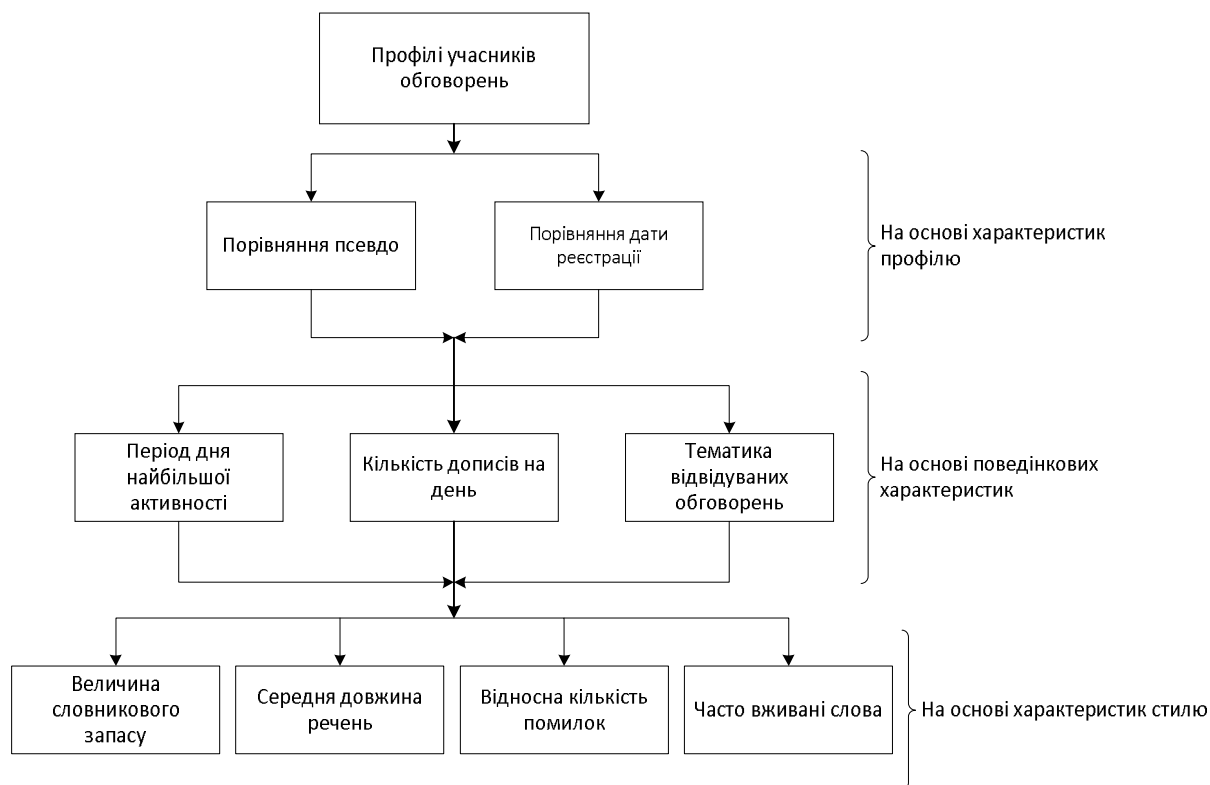 Профілі учасників
обговорень
Порівняння псевдо
Порівняння дати
реєстрації
На основі характеристик
профілю
Період дня
найбільшої
активності
Кількість дописів на
день
Тематика
відвідуваних
обговорень
На основі поведінкових
характеристик
Величина
словникового
запасу
Середня довжина
речень
Відносна кількість
помилок
Часто вживані слова
На основі характеристик стилю